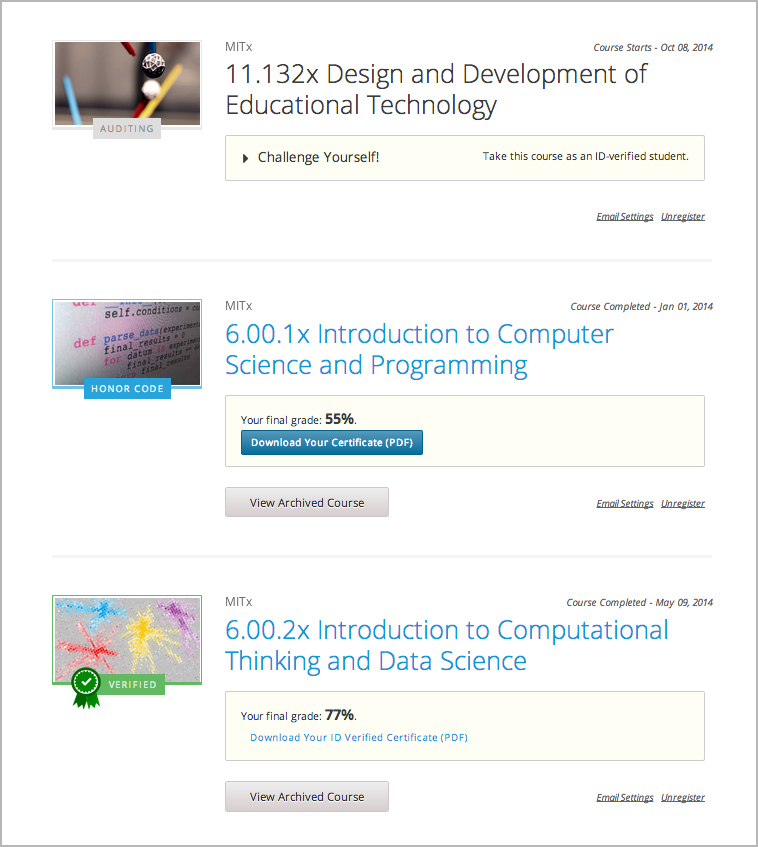 MITx
Course Starts - Oct 08, 2014
11.132x Design and Development of
Educational Technology
AUDITING
Challenge Yourself!
Take this course as an ID-verified student.
Email Settings Unregister
MITx
Course Completed - Jan 01, 2014
6.00.1x Introduction to Computer
Science and Programming
self.conditions = 
def parse_data(experiment
final_results = 0
for datum in experim
final_results
HONOR CODE
Your final grade: 55%.
Download Your Certificate (PDF)
View Archived Course
Email Settings Unregister
MITx
Course Completed - May 09, 2014
6.00.2x Introduction to Computational
Thinking and Data Science
VERIFIED
Your final grade: 77%.
Download Your ID Verified Certificate (PDF)
View Archived Course
Email Settings Unregister